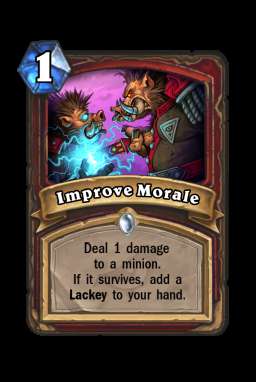 1
Improve Morale
Deal 1 damage
to a minion.
If it survives, add a
Lackey to your hand.